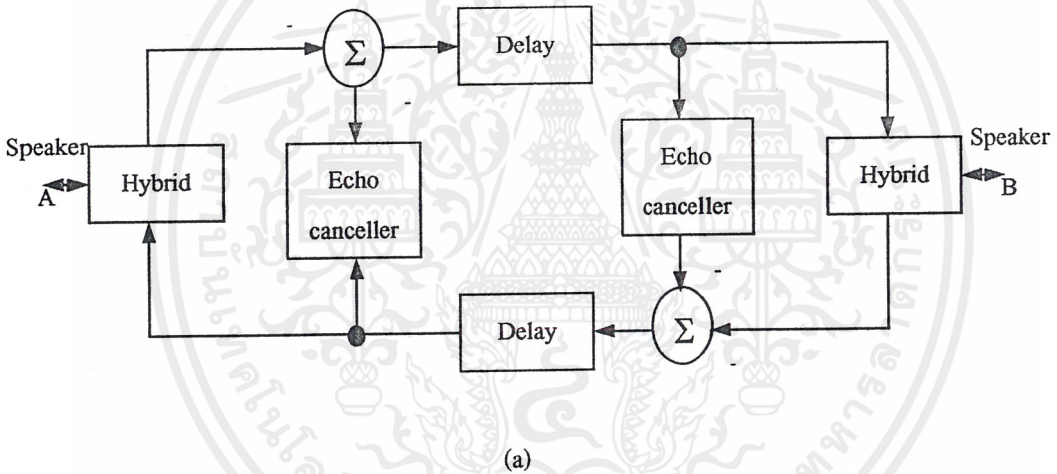 Σ
Delay
Speaker
A
Hybrid
Echo
canceller
Echo
canceller
Speaker
Hybrid
B
Delay
Σ
(a)